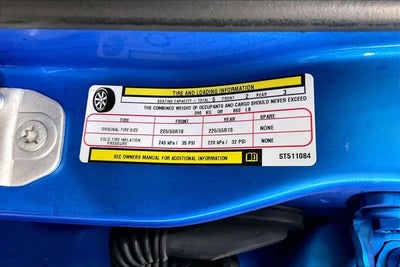 TIRE AND LOADING INFORMATION
SEATING CAPACITY - TOTAL 5 FRONT 2 REAR 3
THE COMBINED WEIGHT OF OCCUPANTS AND CARGO SHOULD NEVER EXCEED
390 KG OR 860 LB
TIRE FRONT REAR SPARE
ORIGINAL TIRE SIZE 225/55R18 225/55R18 NONE
COLD TIRE INFLATION PRESSURE 240 kPa / 35 PSI 220 kPa / 32 PSI NONE
SEE OWNERS MANUAL FOR ADDITIONAL INFORMATION ST511084